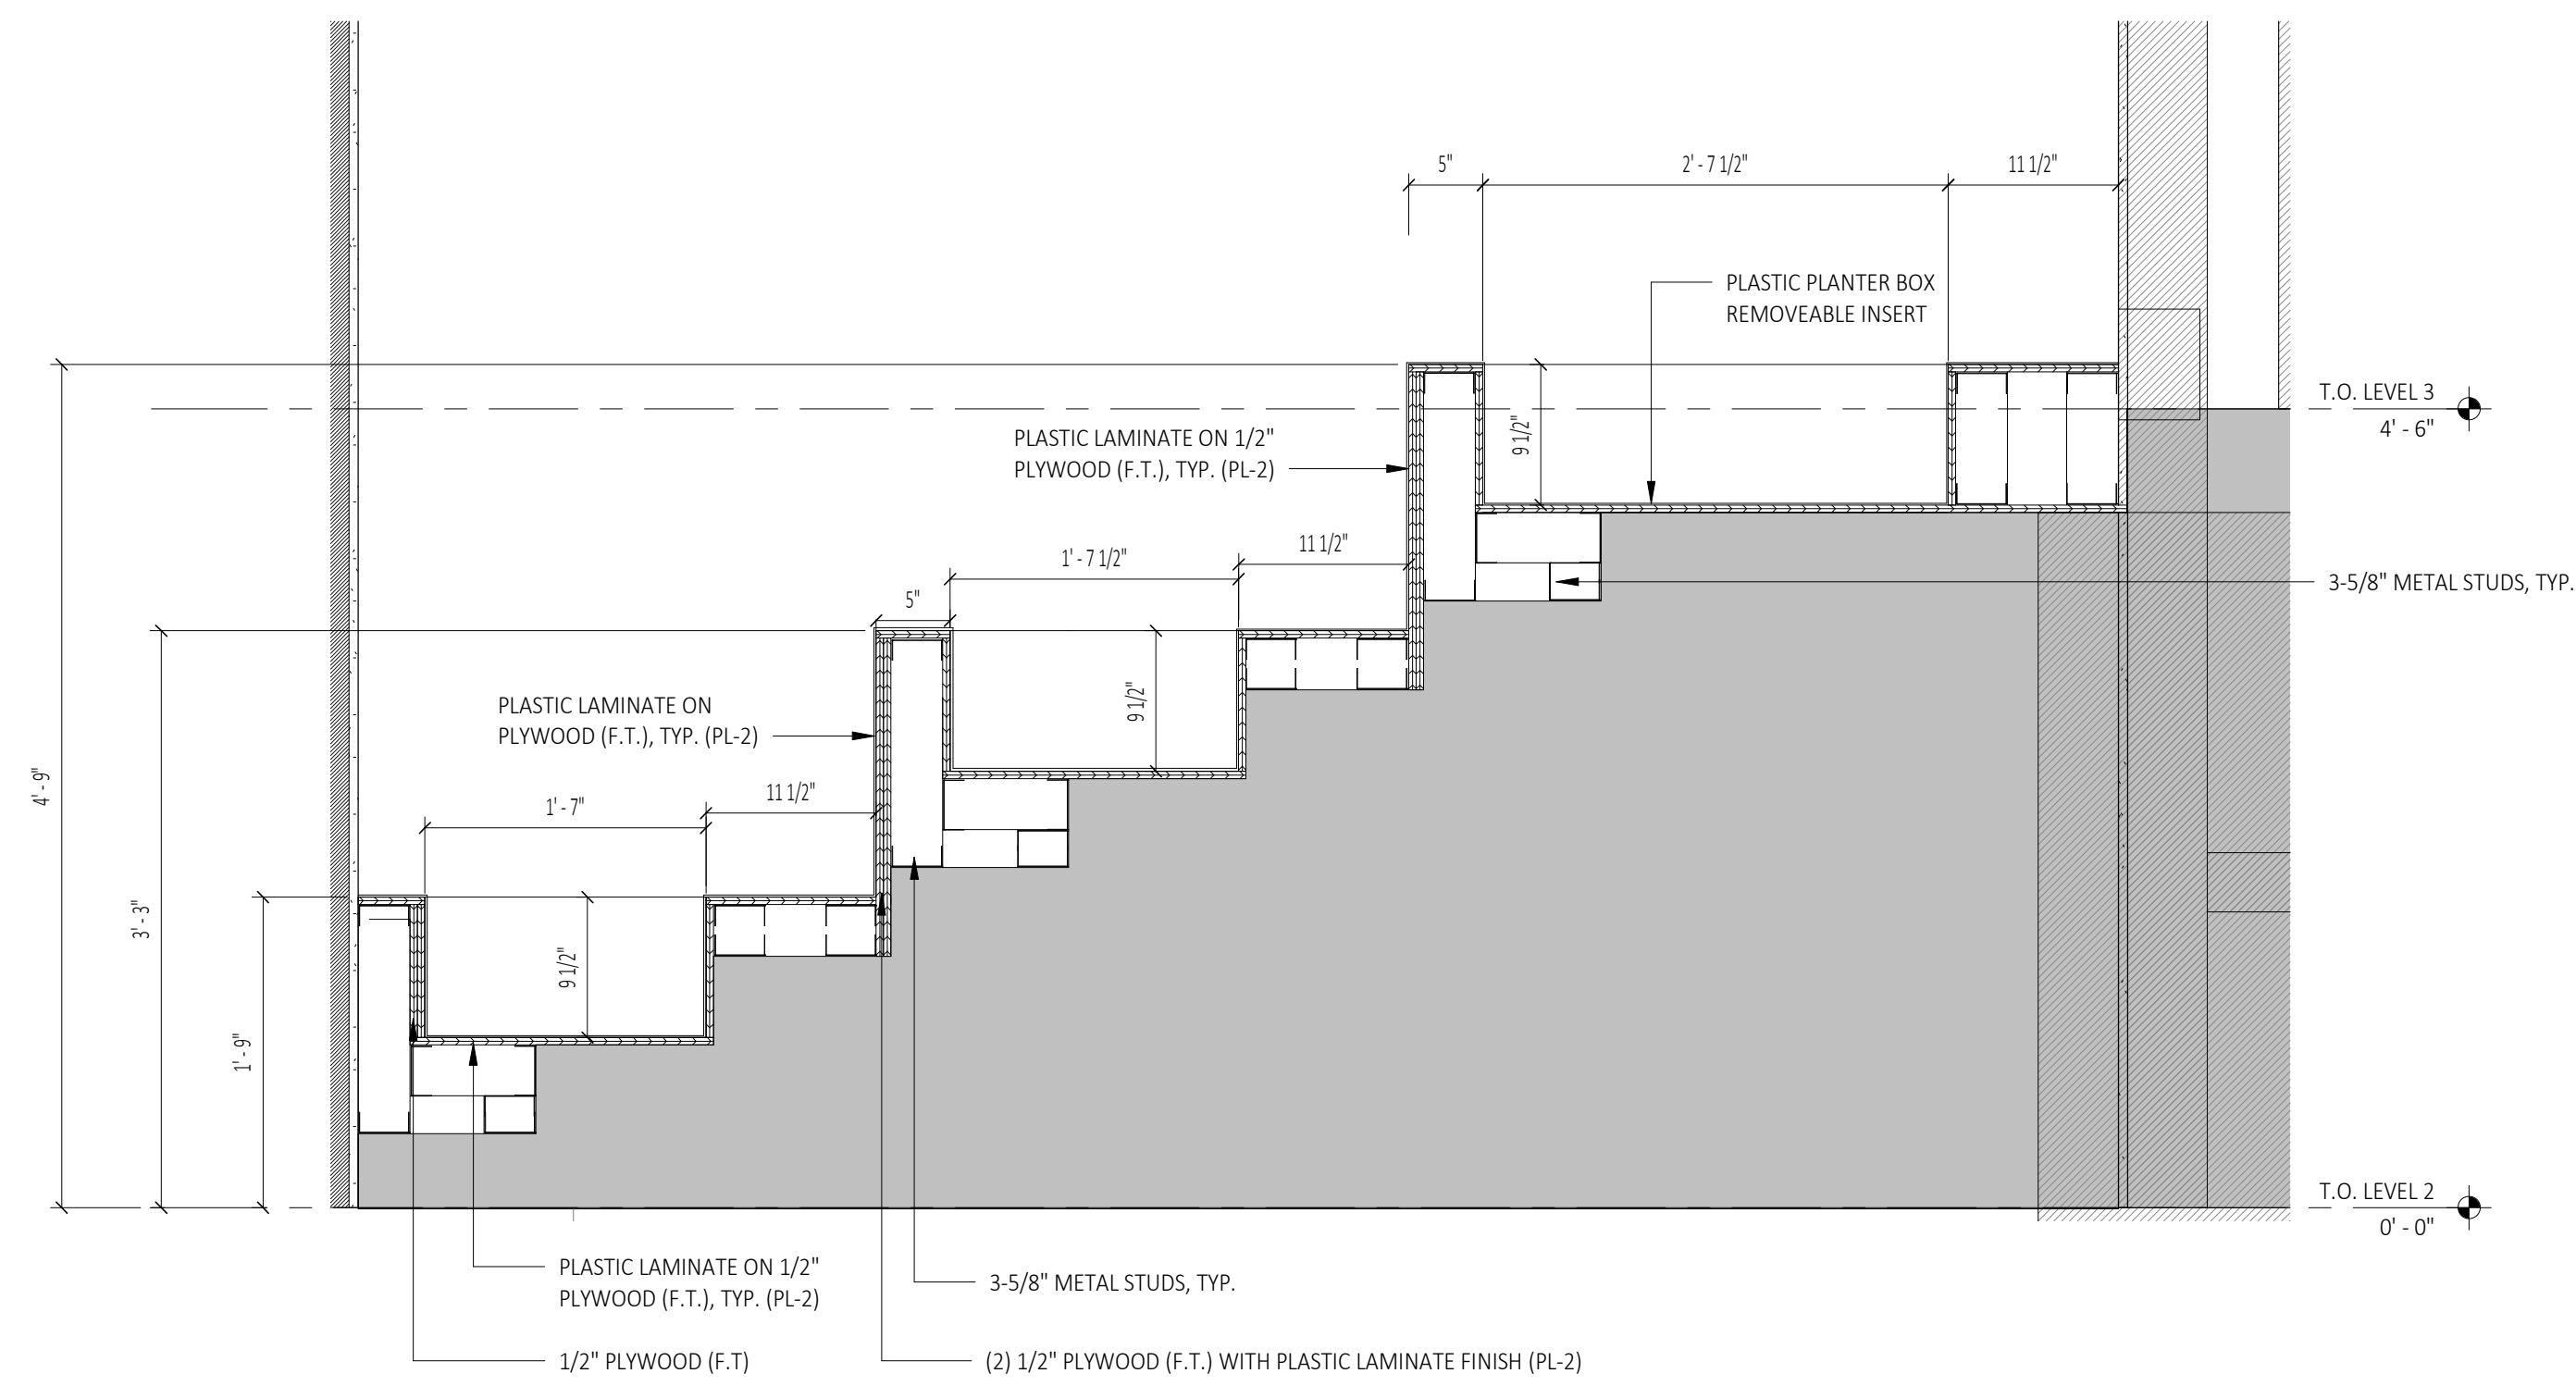 5"
2' - 7 1/2"
11 1/2"
PLASTIC PLANTER BOX
REMOVEABLE INSERT
T.O. LEVEL 3
4' - 6"
PLASTIC LAMINATE ON 1/2"
PLYWOOD (F.T.), TYP. (PL-2)
9 1/2"
1' - 7 1/2"
11 1/2"
3-5/8" METAL STUDS, TYP.
5"
9 1/2"
PLASTIC LAMINATE ON
PLYWOOD (F.T.), TYP. (PL-2)
4' - 9"
1' - 7"
11 1/2"
3' - 3"
9 1/2"
1' - 9"
T.O. LEVEL 2
0' - 0"
PLASTIC LAMINATE ON 1/2"
PLYWOOD (F.T.), TYP. (PL-2)
3-5/8" METAL STUDS, TYP.
1/2" PLYWOOD (F.T)
(2) 1/2" PLYWOOD (F.T.) WITH PLASTIC LAMINATE FINISH (PL-2)